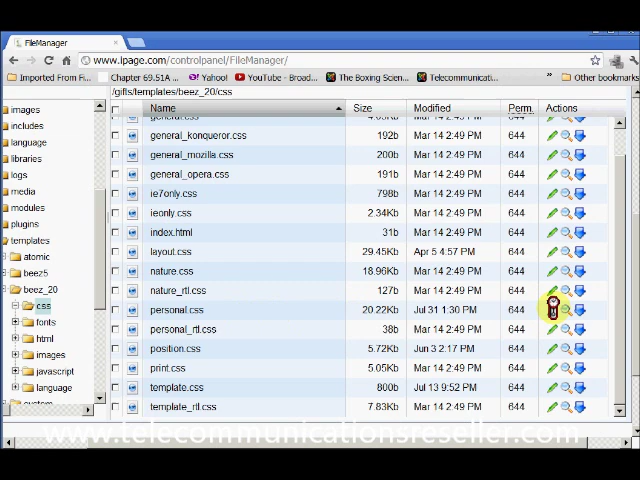 FileManager
www.ipage.com/controlpanel/FileManager/
Imported From Fi... Chapter 69.51A Yahoo! YouTube - Broad... The Boxing Scien... Telecommunicati... » Other bookmarks
/gifts/templates/beez_20/css
Name Size Modified Perm. Actions
general_konqueror.css 192b Mar 14 2:49 PM 644
general_mozilla.css 200b Mar 14 2:49 PM 644
general_opera.css 191b Mar 14 2:49 PM 644
ie7only.css 798b Mar 14 2:49 PM 644
ieonly.css 2.34Kb Mar 14 2:49 PM 644
index.html 31b Mar 14 2:49 PM 644
layout.css 29.45Kb Apr 5 4:57 PM 644
nature.css 18.96Kb Mar 14 2:49 PM 644
nature_rtl.css 127b Mar 14 2:49 PM 644
personal.css 20.22Kb Jul 31 1:30 PM 644
personal_rtl.css 38b Mar 14 2:49 PM 644
position.css 5.72Kb Jun 3 2:17 PM 644
print.css 5.05Kb Mar 14 2:49 PM 644
template.css 800b Jul 13 9:52 PM 644
template_rtl.css 7.83Kb Mar 14 2:49 PM 644
images
includes
language
libraries
logs
media
modules
plugins
templates
atomic
beez5
beez_20
css
fonts
html
images
javascript
language
www.telecommunicationsreseller.com